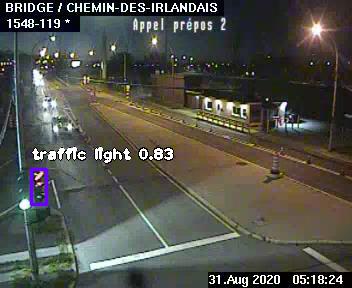 BRIDGE / CHEMIN-DES-IRLANDAIS
1548-119 *
Appel prépos 2
traffic light 0.83
31.Aug 2020 05:18:24